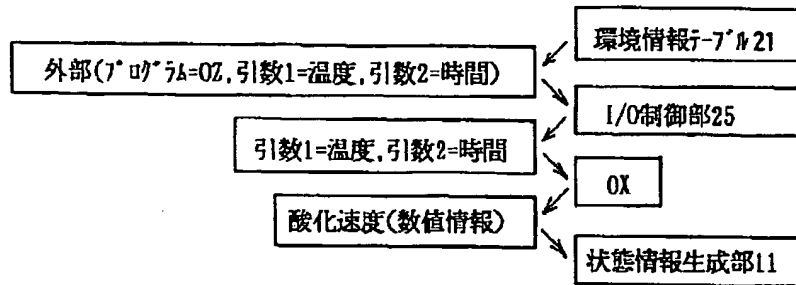 環境情報ﾃｰﾌﾞﾙ21
外部(ﾌﾟﾛｸﾞﾗﾑ=OZ,引数1=温度,引数2=時間)
I/O制御部25
引数1=温度,引数2=時間
OX
酸化速度(数値情報)
状態情報生成部11